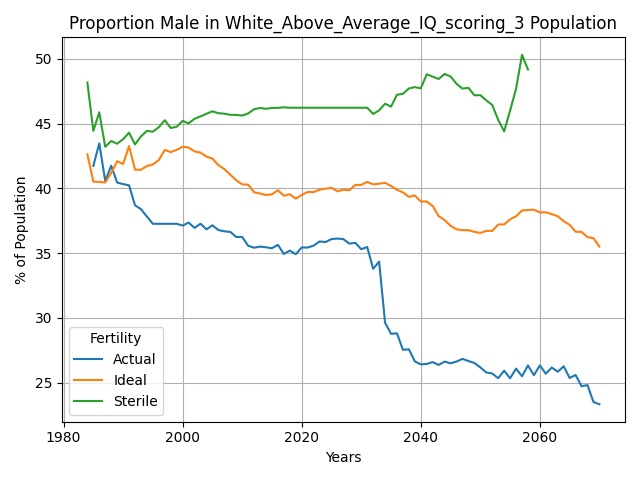 Proportion Male in White_Above_Average_IQ_scoring_3 Population
% of Population
50
45
40
35
30
25
Fertility
Actual
Ideal
Sterile
1980
2000
2020
2040
2060
Years